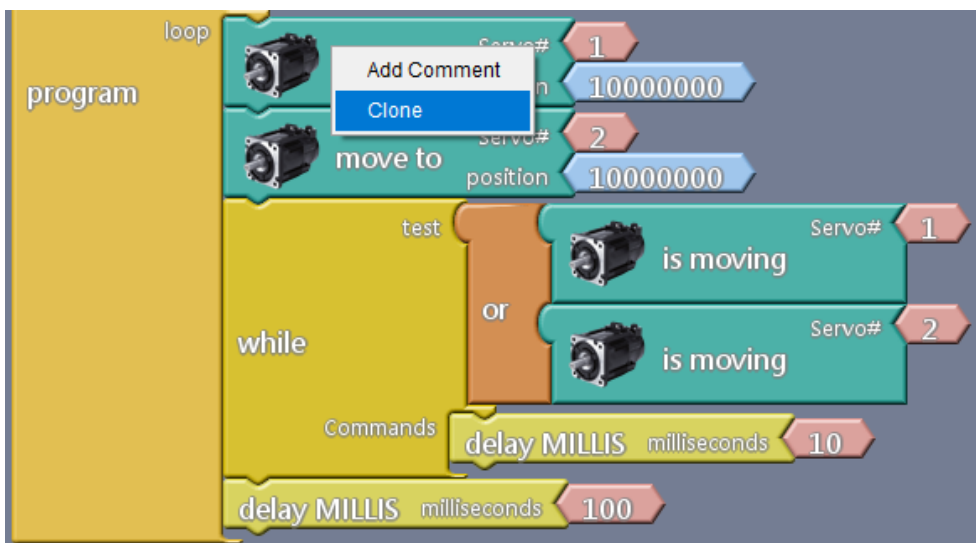 loop
program
Servo# 1
Add Comment
n 10000000
Clone
Servo# 2
move to
position 10000000
test
Servo# 1
is moving
or
while
Servo# 2
is moving
Commands
delay MILLIS milliseconds 10
delay MILLIS milliseconds 100